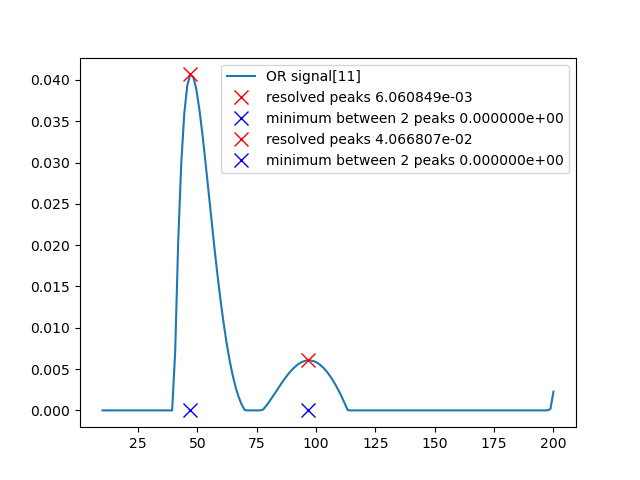 OR signal[11]
resolved peaks 6.060849e-03
minimum between 2 peaks 0.000000e+00
resolved peaks 4.066807e-02
minimum between 2 peaks 0.000000e+00
0.040
0.035
0.030
0.025
0.020
0.015
0.010
0.005
0.000
25 50 75 100 125 150 175 200